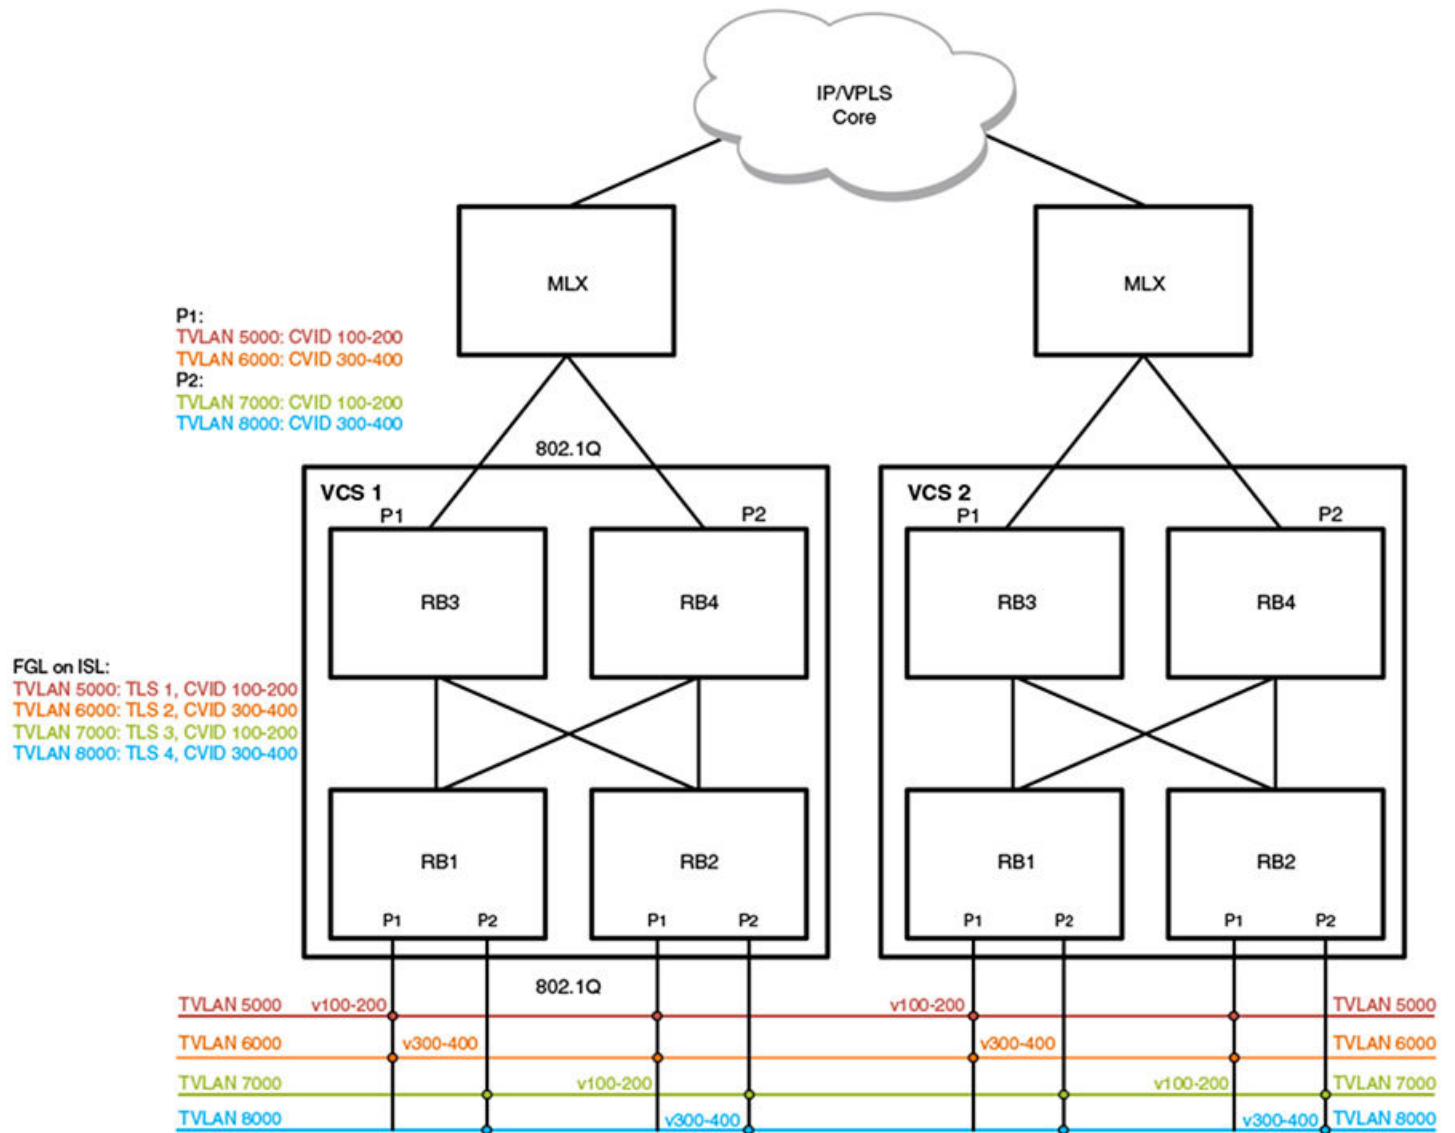 IP/VPLS
Core
MLX
MLX
P1:
TVLAN 5000: CVID 100-200
TVLAN 6000: CVID 300-400
P2:
TVLAN 7000: CVID 100-200
TVLAN 8000: CVID 300-400
802.1Q
VCS 1
VCS 2
P1
P2
P1
P2
RB3
RB4
RB3
RB4
FGL on ISL:
TVLAN 5000: TLS 1, CVID 100-200
TVLAN 6000: TLS 2, CVID 300-400
TVLAN 7000: TLS 3, CVID 100-200
TVLAN 8000: TLS 4, CVID 300-400
RB1
RB2
RB1
RB2
P1
P2
P1
P2
P1
P2
P1
P2
802.1Q
TVLAN 5000
v100-200
v100-200
TVLAN 5000
TVLAN 6000
v300-400
v300-400
TVLAN 6000
TVLAN 7000
v100-200
v100-200
TVLAN 7000
TVLAN 8000
v300-400
v300-400
TVLAN 8000